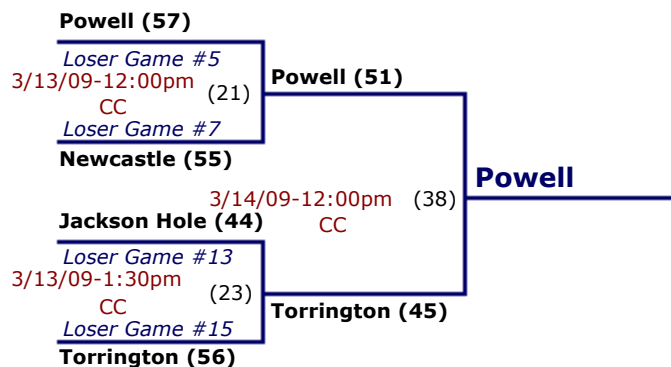 Powell (57)
Loser Game #5
3/13/09-12:00pm
CC
(21)
Loser Game #7
Newcastle (55)
Powell (51)
3/14/09-12:00pm
CC
(38)
Powell
Jackson Hole (44)
Loser Game #13
3/13/09-1:30pm
CC
(23)
Loser Game #15
Torrington (56)
Torrington (45)